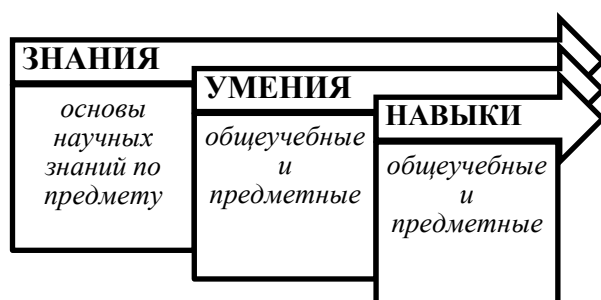 ЗНАНИЯ
основы
научных
знаний по
предмету
УМЕНИЯ
общеучебные
и
предметные
НАВЫКИ
общеучебные
и
предметные